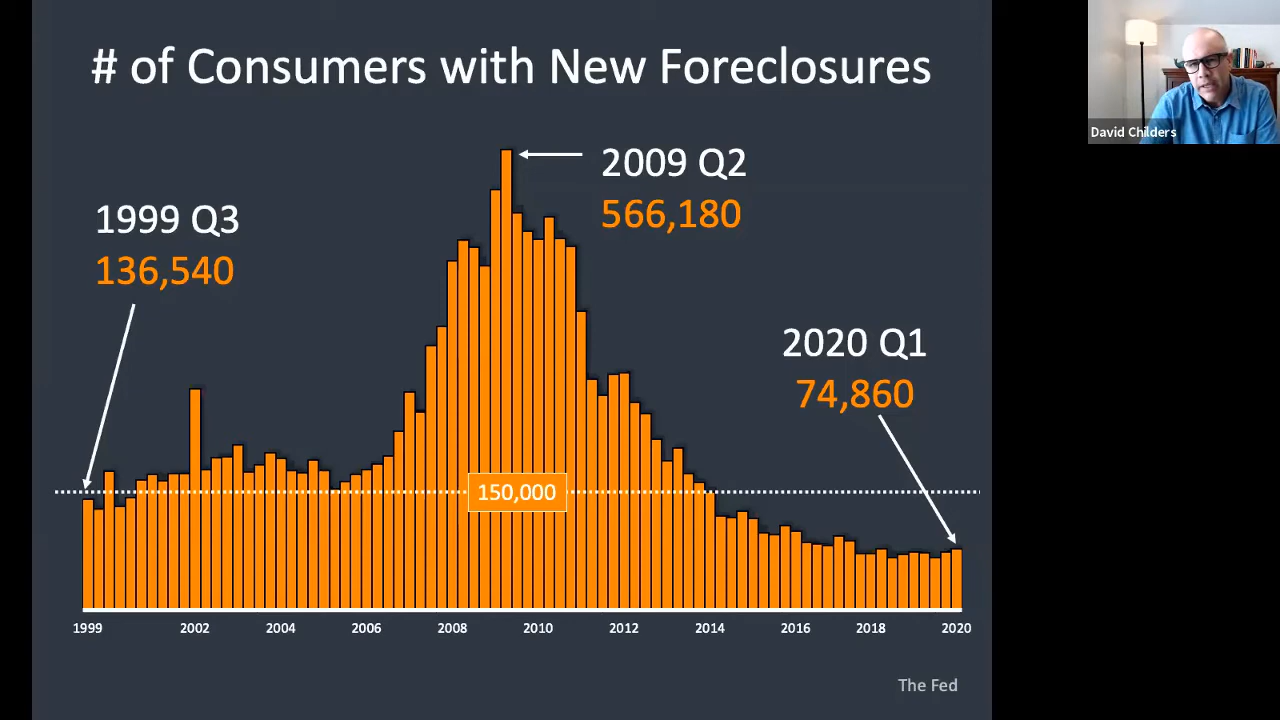 # of Consumers with New Foreclosures
David Childers
2009 Q2
566,180
1999 Q3
136,540
2020 Q1
74,860
150,000
1999 2002 2004 2006 2008 2010 2012 2014 2016 2018 2020
The Fed